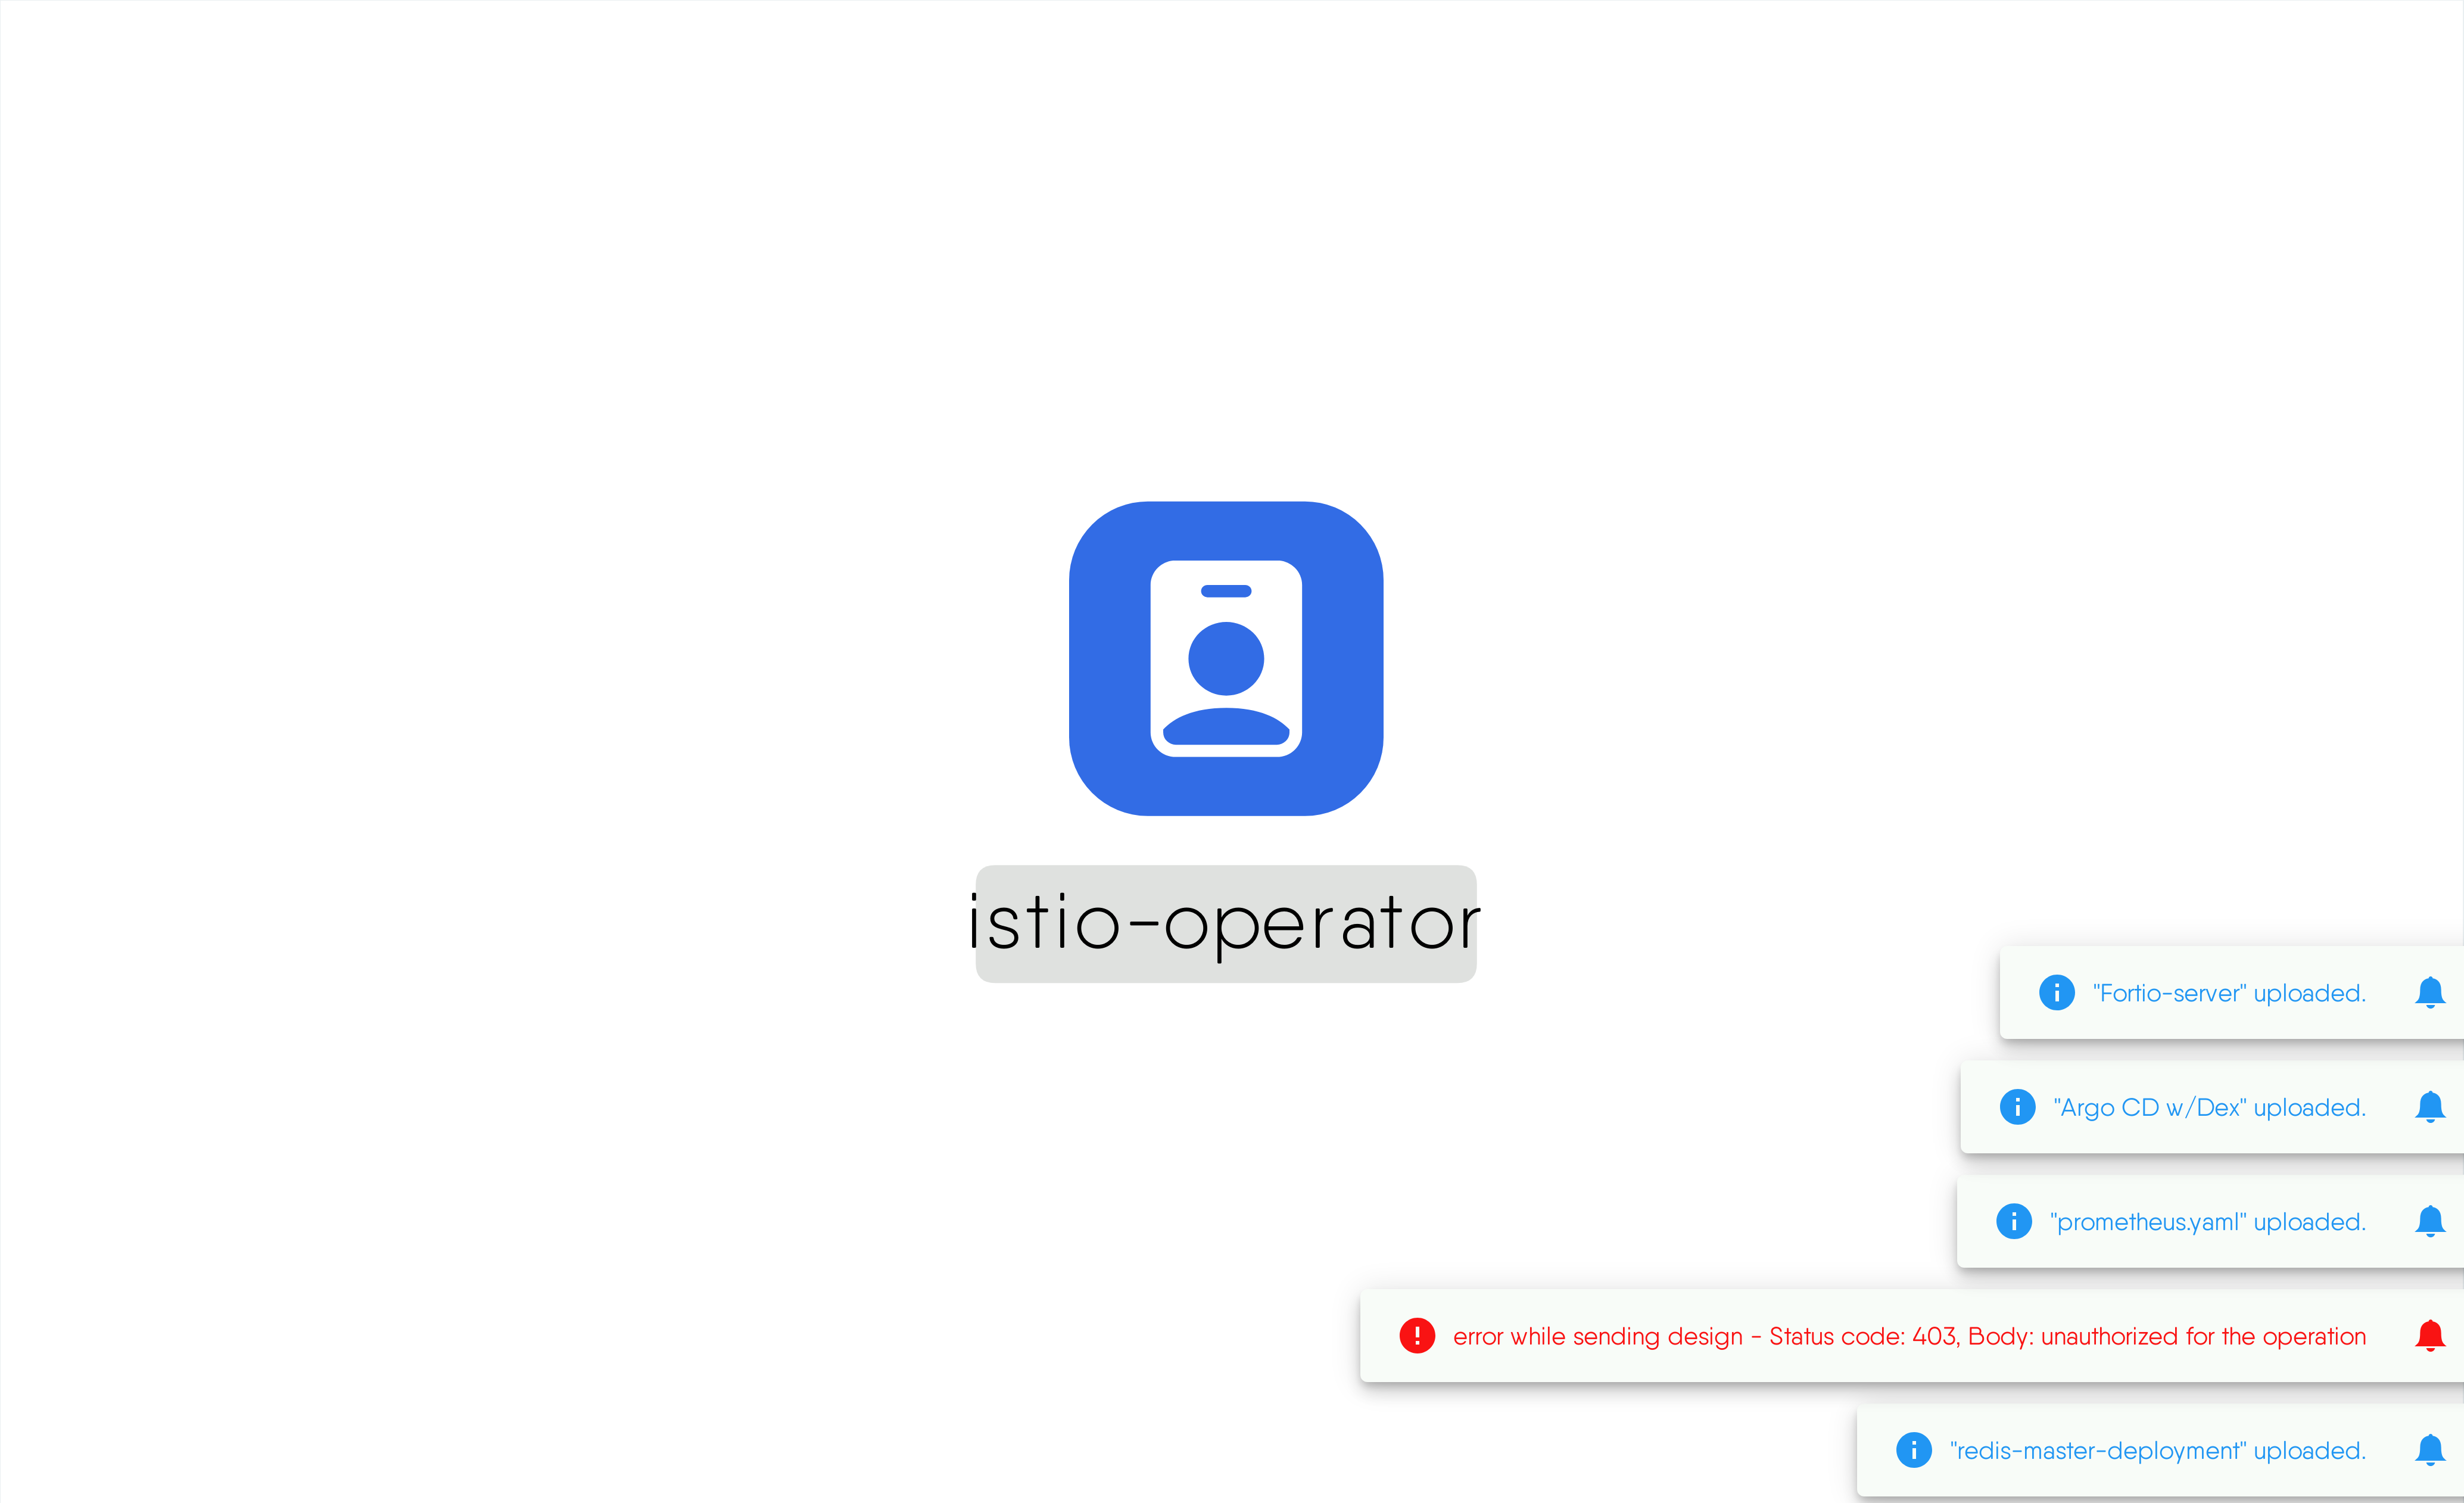 istio-operator
"Fortio-server" uploaded.
"Argo CD w/Dex" uploaded.
"prometheus.yaml" uploaded.
error while sending design - Status code: 403, Body: unauthorized for the operation
"redis-master-deployment" uploaded.